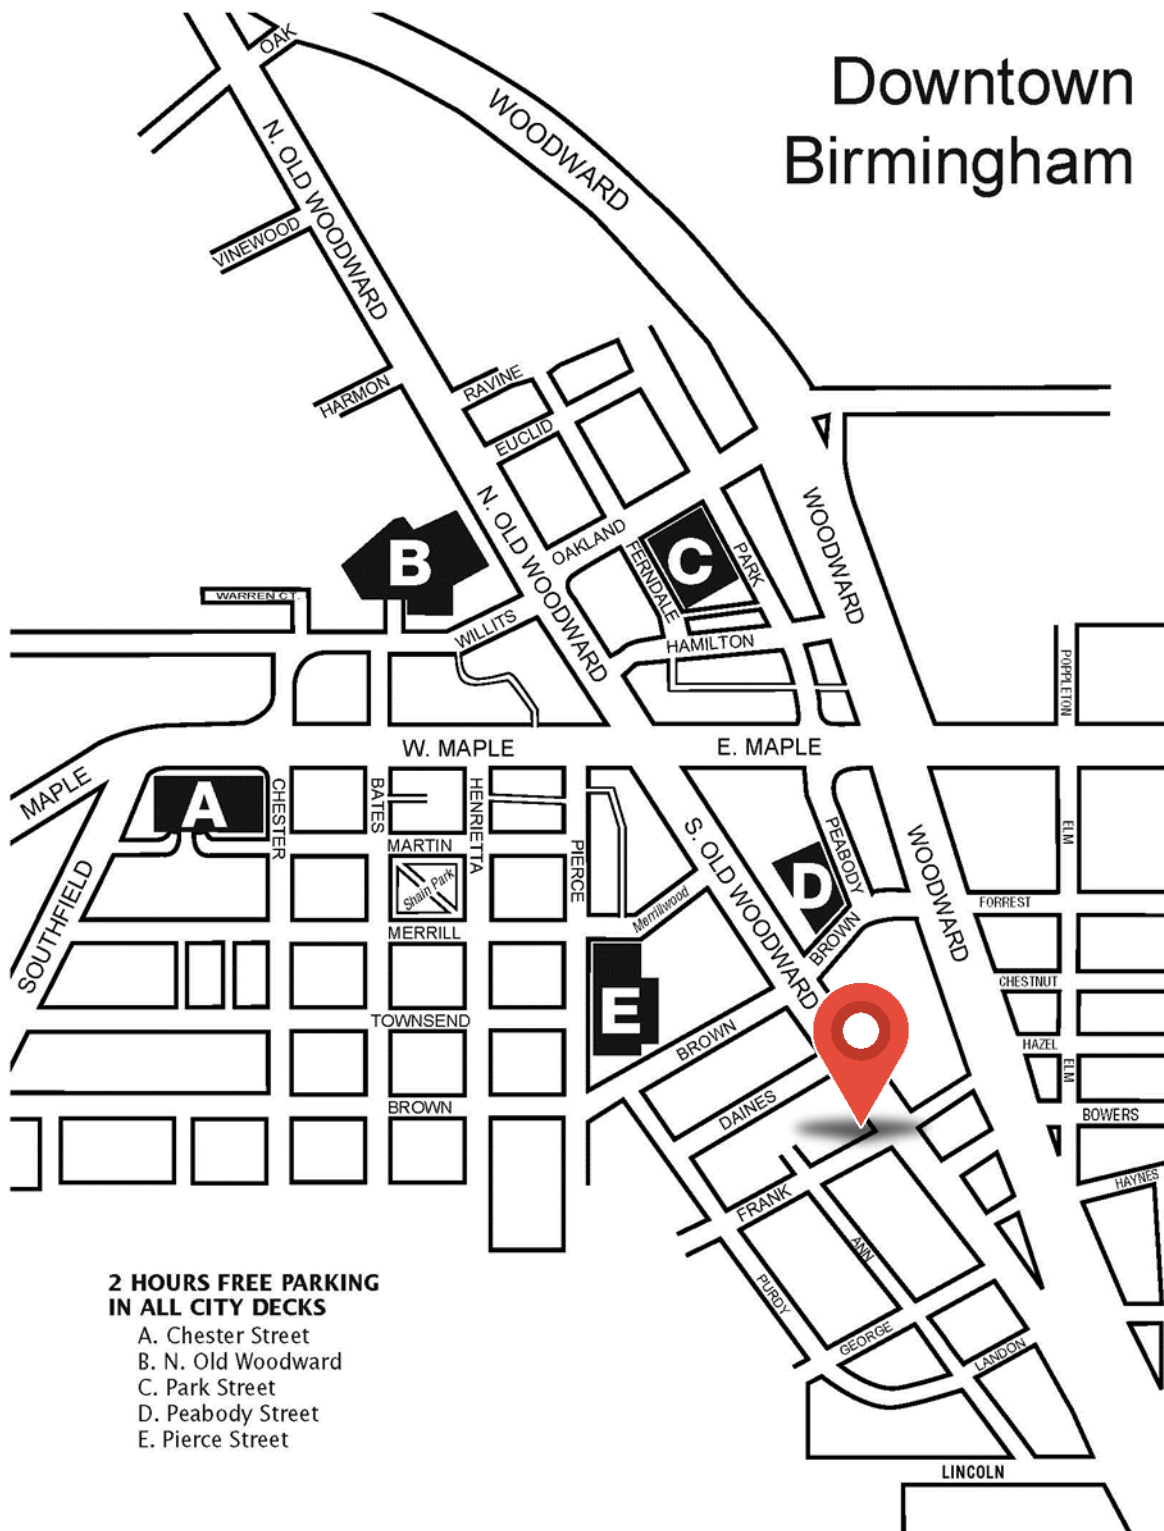 Downtown
Birmingham
OAK
WOODWARD
N. OLD WOODWARD
VINEWOOD
HARMON
RAVINE
EUCLID
N. OLD WOODWARD
WOODWARD
OAKLAND
FERNDALE
C
PARK
B
WARREN CT.
WILLITS
HAMILTON
POPPLETON
W. MAPLE
E. MAPLE
MAPLE
A
CHESTER
BATES
HENRIETTA
MARTIN
PIERCE
S. OLD WOODWARD
PEABODY
WOODWARD
ELM
D
Shain Park
Merrillwood
SOUTHFIELD
MERRILL
BROWN
FORREST
CHESTNUT
E
TOWNSEND
BROWN
HAZEL
ELM
BROWN
DAINES
BOWERS
HAYNES
FRANK
ANN
PURDY
GEORGE
LANDON
LINCOLN
2 HOURS FREE PARKING
IN ALL CITY DECKS
A. Chester Street
B. N. Old Woodward
C. Park Street
D. Peabody Street
E. Pierce Street